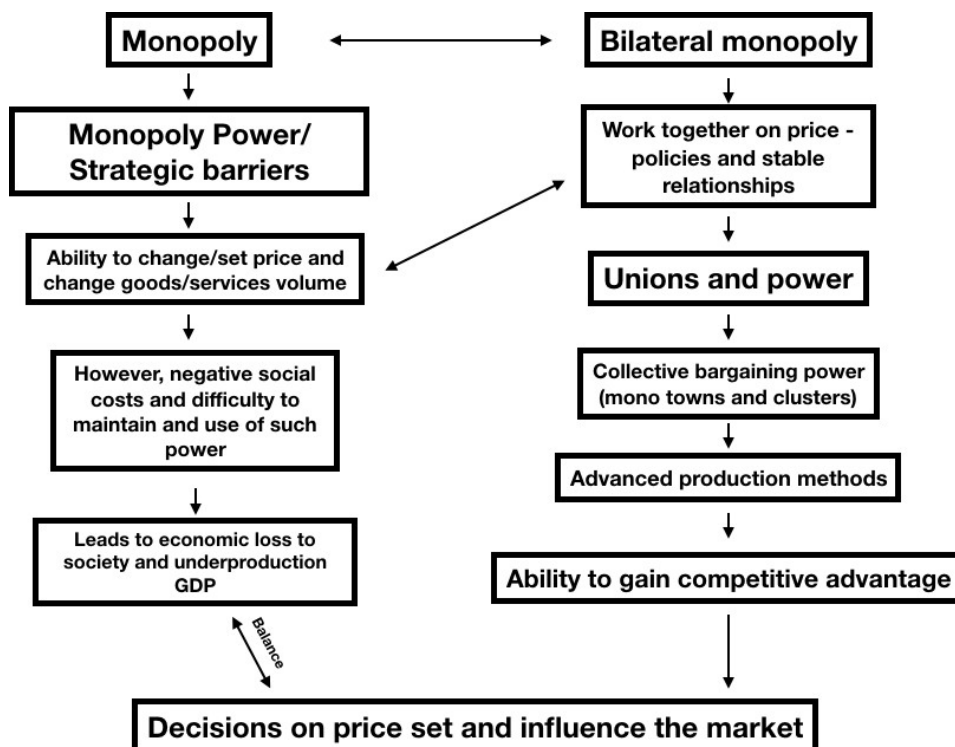 Monopoly
Bilateral monopoly
Monopoly Power/
Strategic barriers
Work together on price -
policies and stable
relationships
Ability to change/set price and
change goods/services volume
Unions and power
However, negative social
costs and difficulty to
maintain and use of such
power
Collective bargaining power
(mono towns and clusters)
Advanced production methods
Leads to economic loss to
society and underproduction
GDP
Ability to gain competitive advantage
Balance
Decisions on price set and influence the market